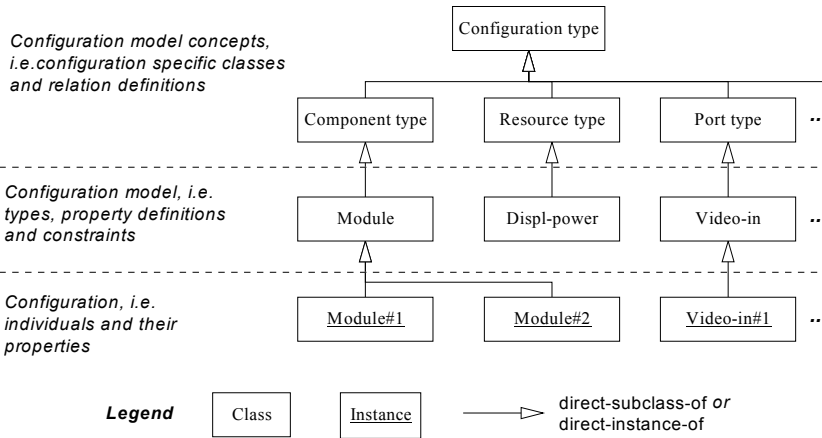 Configuration type
Configuration model concepts,
i.e.configuration specific classes
and relation definitions
Component type
Resource type
Port type
..
Configuration model, i.e.
types, property definitions
and constraints
Module
Displ-power
Video-in
..
Configuration, i.e.
individuals and their
properties
Module#1
Module#2
Video-in#1
..
Legend
Class
Instance
direct-subclass-of or
direct-instance-of